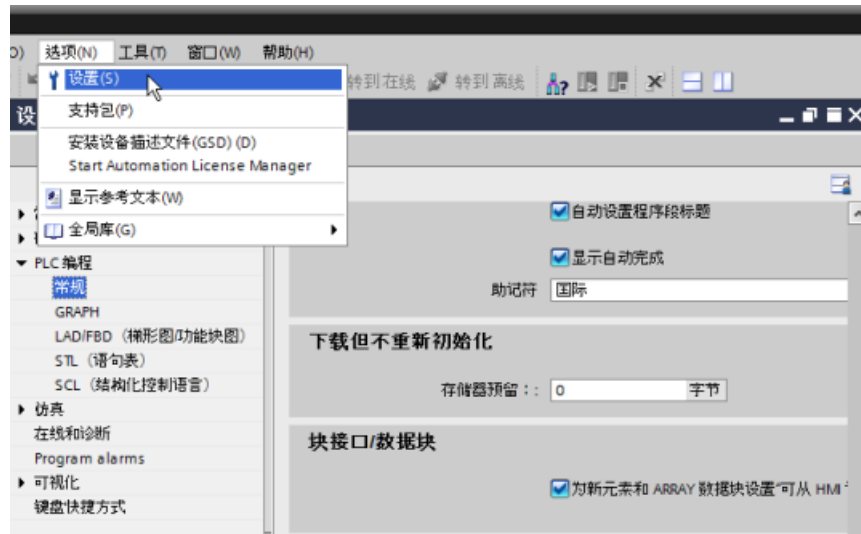 选项(N) 工具(T) 窗口(W) 帮助(H)
设置(S)
转到在线 转到离线
支持包(P)
设
安装设备描述文件(GSD) (D)
Start Automation License Manager
显示参考文本(W)
全局库(G)
自动设置程序段标题
PLC 编程
显示自动完成
常规
助记符 国际
GRAPH
LAD/FBD（梯形图/功能块图）
下载但不重新初始化
STL（语句表）
SCL（结构化控制语言）
存储器预留：: 0 字节
仿真
在线和诊断
块接口/数据块
Program alarms
可视化
为新元素和 ARRAY 数据块设置“可从 HMI
键盘快捷方式